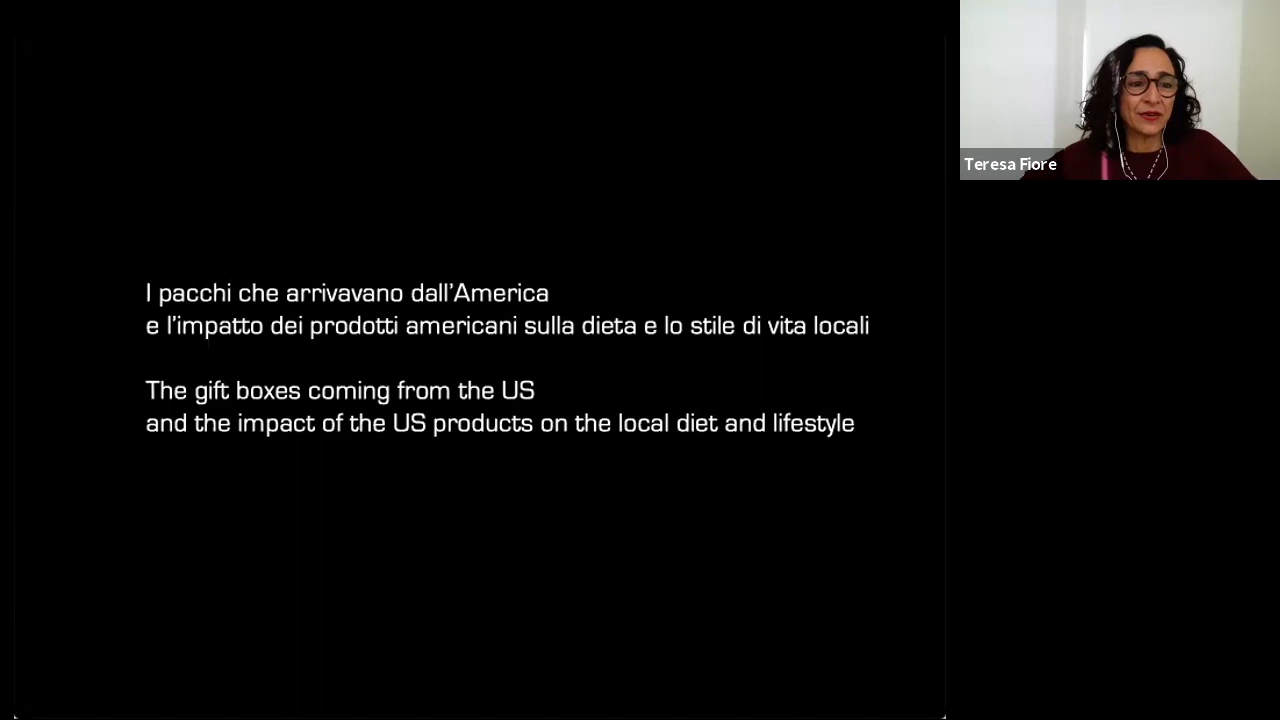 I pacchi che arrivavano dall'America
e l'impatto dei prodotti americani sulla dieta e lo stile di vita locali
The gift boxes coming from the US
and the impact of the US products on the local diet and lifestyle
Teresa Fiore